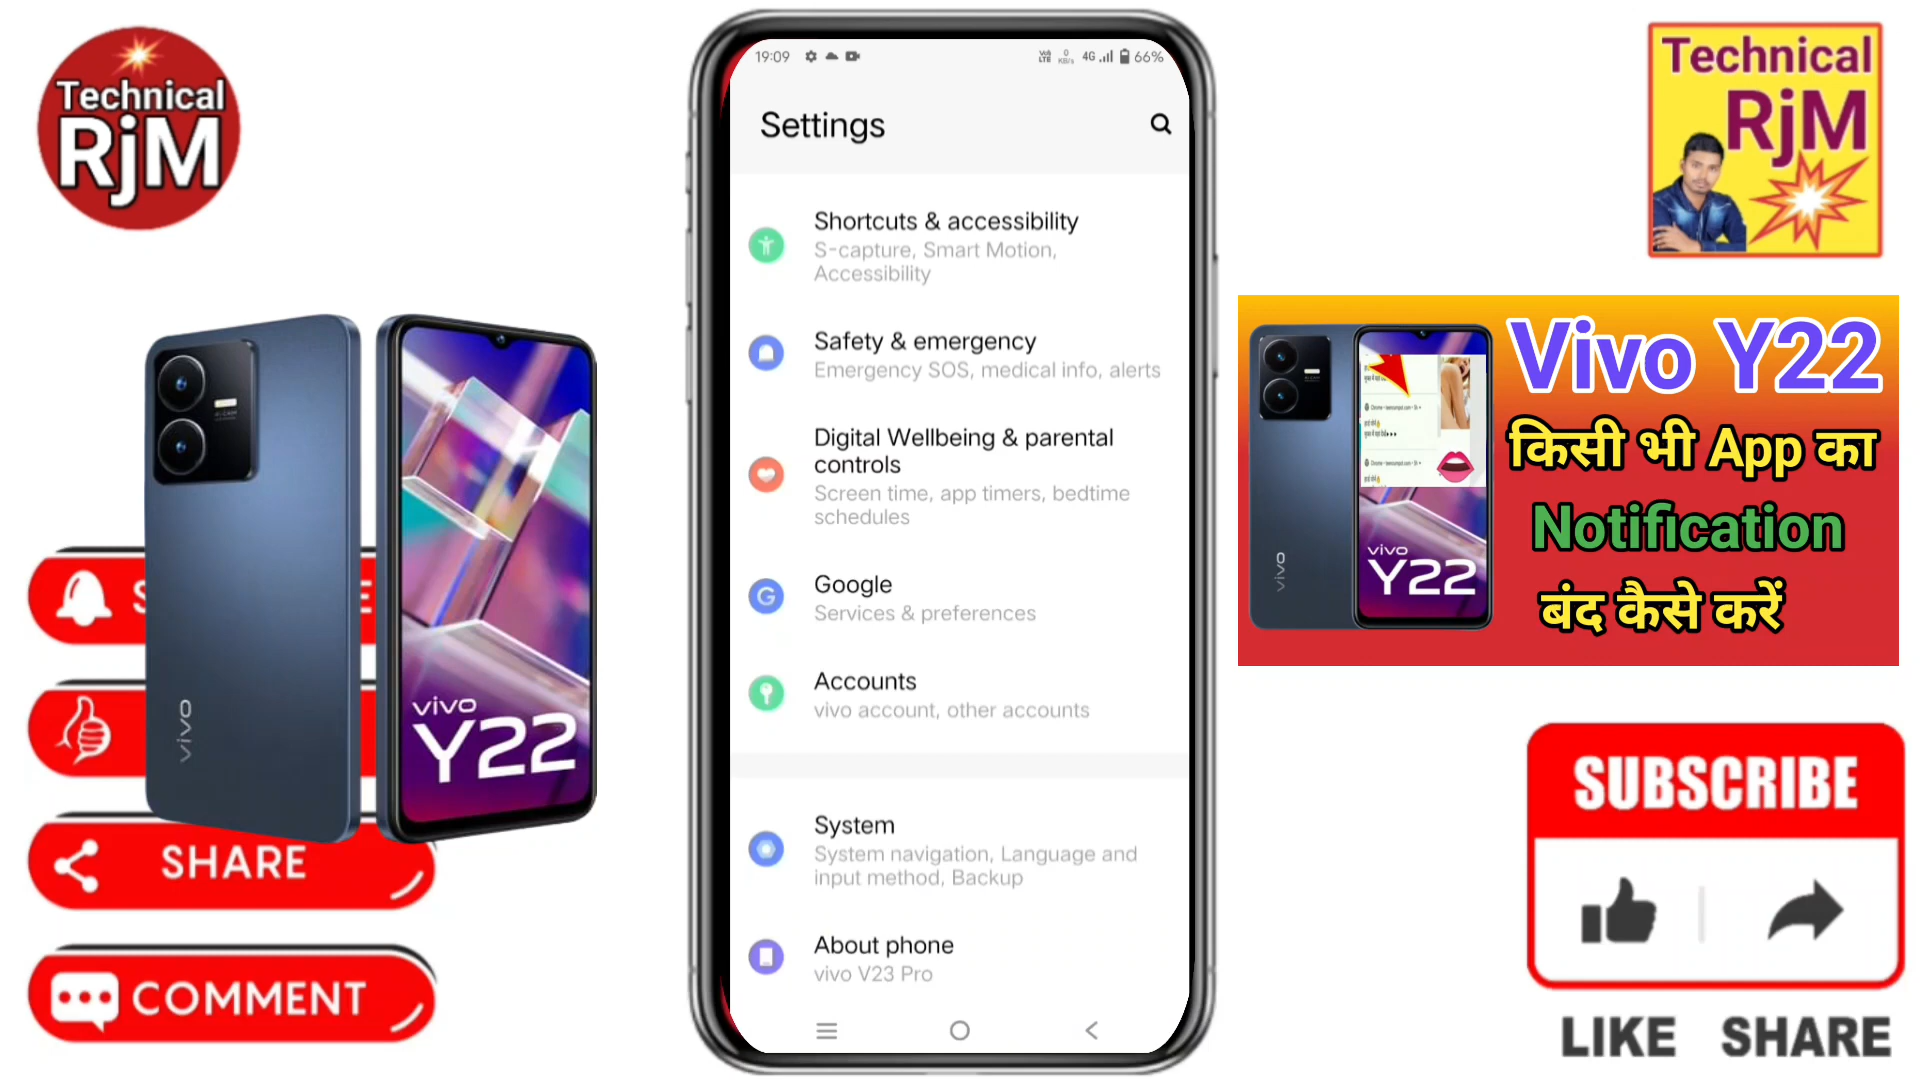 Technical
RjM
vivo
vivo
Y22
SHARE
COMMENT
19:09
4G
66%
Settings
Shortcuts & accessibility
S-capture, Smart Motion,
Accessibility
Safety & emergency
Emergency SOS, medical info, alerts
Digital Wellbeing & parental
controls
Screen time, app timers, bedtime
schedules
Google
Services & preferences
Accounts
vivo account, other accounts
System
System navigation, Language and
input method, Backup
About phone
vivo V23 Pro
Technical
RjM
Vivo Y22
किसी भी App का
Notification
बंद कैसे करें
vivo
vivo
Y22
SUBSCRIBE
LIKE SHARE